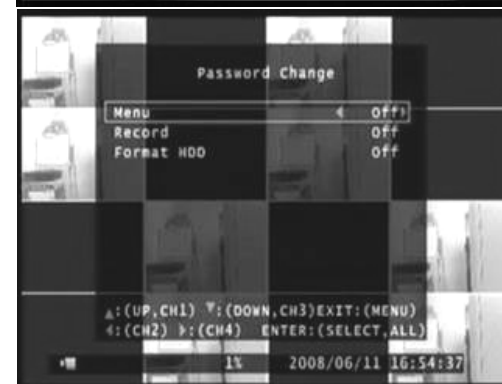 Password Change
Menu ◄ Off►
Record Off
Format HDD Off
▲:(UP,CH1) ▼:(DOWN,CH3)EXIT:(MENU)
◄:(CH2) ►:(CH4) ENTER:(SELECT,ALL)
1% 2008/06/11 16:54:37